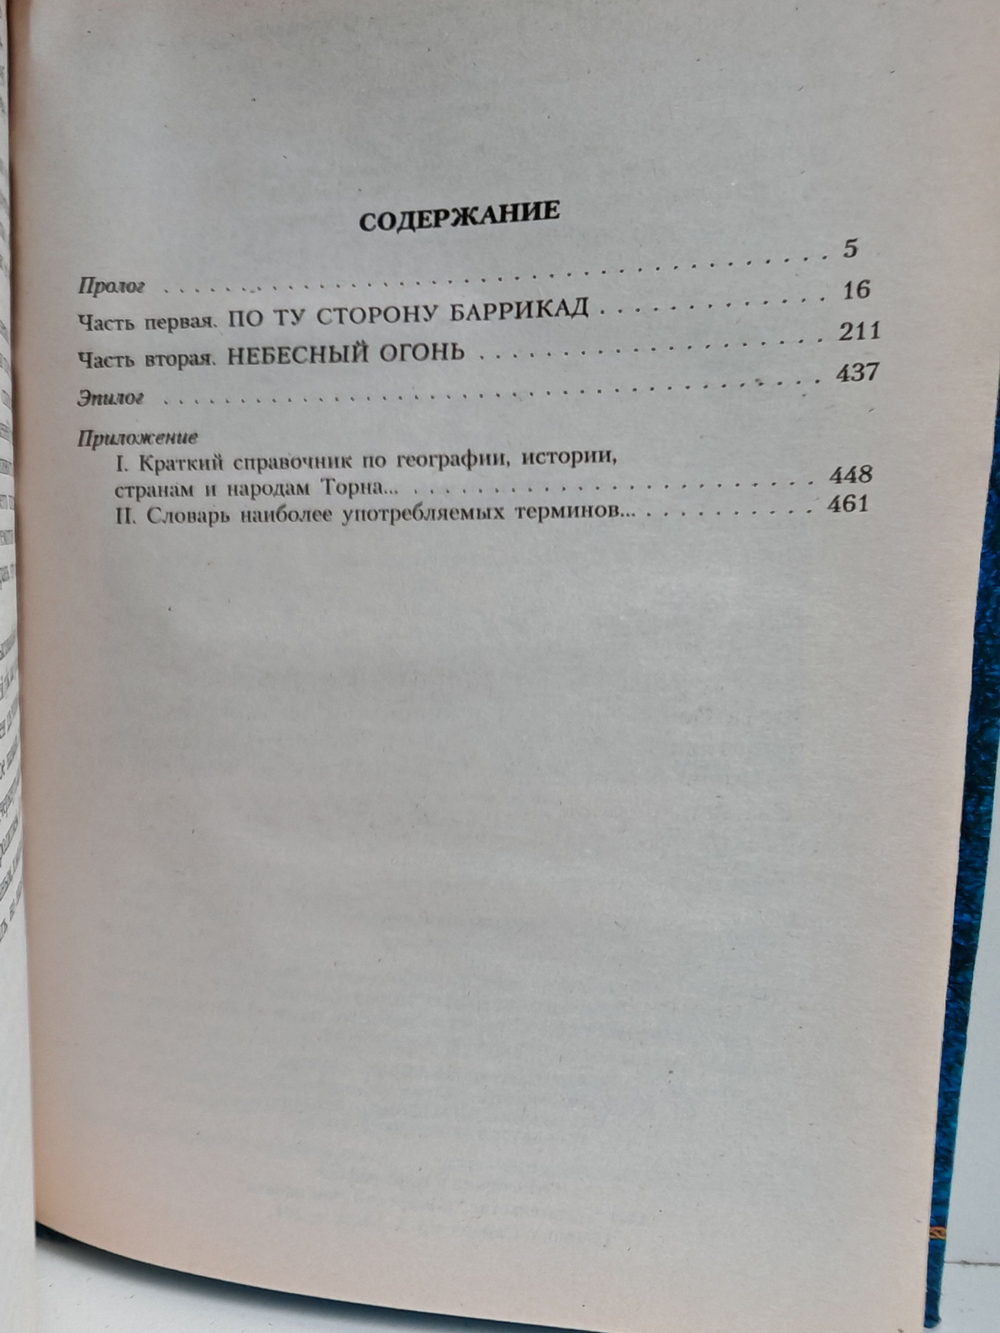 СОДЕРЖАНИЕ
Пролог . . . . . . . . . . . . . . . . . . . . . . . . . . . . . . . . . . . . 5
Часть первая. ПО ТУ СТОРОНУ БАРРИКАД . . . . . . . . . . . . . 16
Часть вторая. НЕБЕСНЫЙ ОГОНЬ . . . . . . . . . . . . . . . . . . . 211
Эпилог . . . . . . . . . . . . . . . . . . . . . . . . . . . . . . . . . . . . 437
Приложение
I. Краткий справочник по географии, истории,
странам и народам Торна... . . . . . . . . . . . . . . . . . . . . . . 448
II. Словарь наиболее употребляемых терминов... . . . . . . . . . . 461